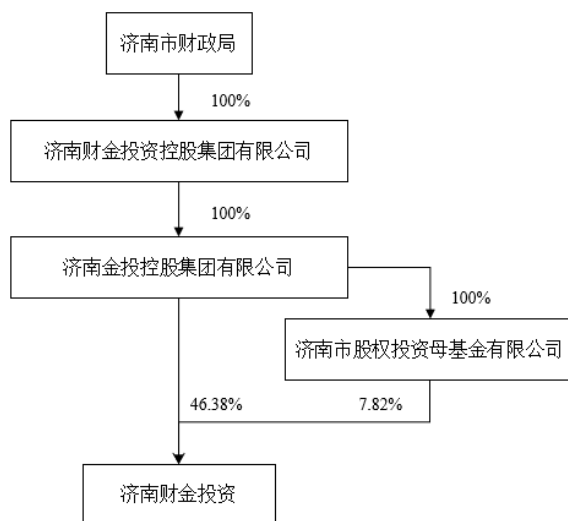 济南市财政局
100%
济南财金投资控股集团有限公司
100%
济南金投控股集团有限公司
100%
济南市股权投资母基金有限公司
46.38%
7.82%
济南财金投资